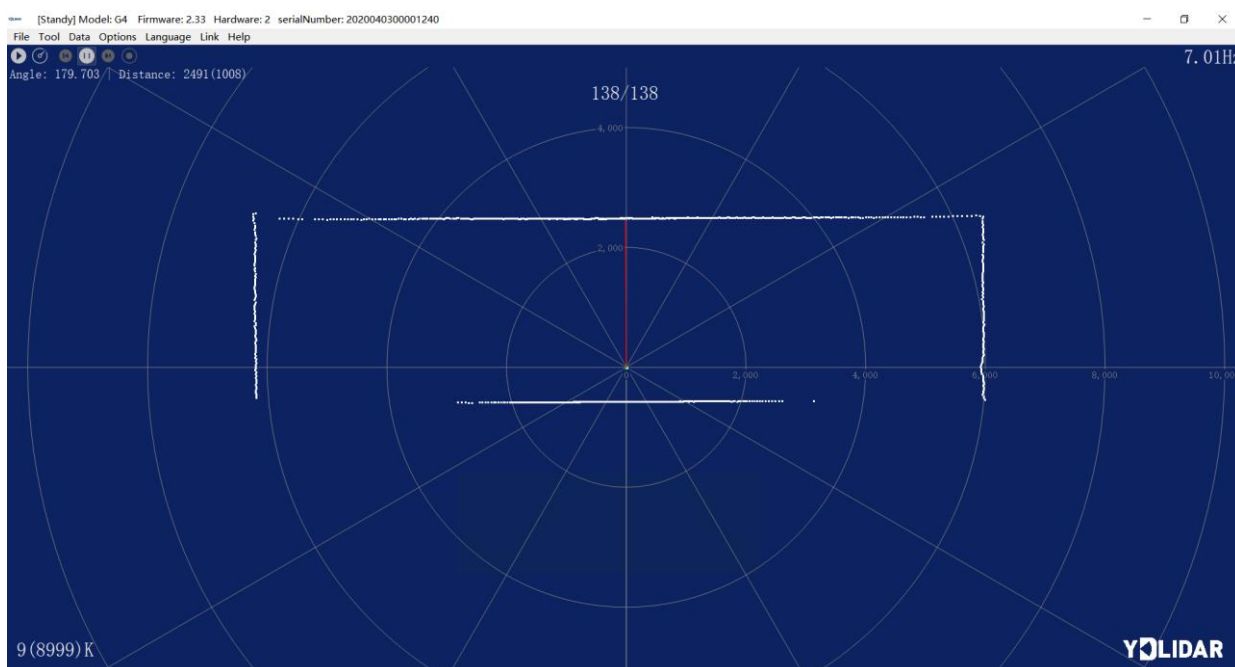 [Standy] Model: G4 Firmware: 2.33 Hardware: 2 serialNumber: 2020040300001240
File Tool Data Options Language Link Help
7.01Hz
Angle: 179.703 | Distance: 2491(1008)
138/138
4,000
2,000
0 2,000 4,000 6,000 8,000 10,00
9(8999)K
YDLIDAR